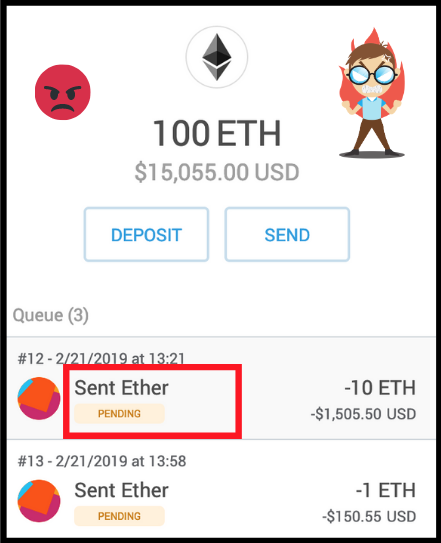 100 ETH
$15,055.00 USD
DEPOSIT SEND
Queue (3)
#12 - 2/21/2019 at 13:21
Sent Ether -10 ETH
PENDING -$1,505.50 USD
#13 - 2/21/2019 at 13:58
Sent Ether -1 ETH
PENDING -$150.55 USD